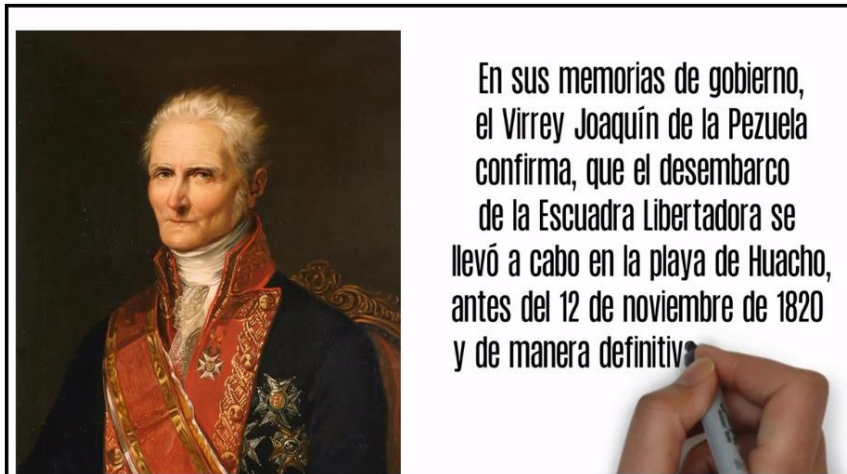 En sus memorias de gobierno,
el Virrey Joaquín de la Pezuela
confirma, que el desembarco
de la Escuadra Libertadora se
llevó a cabo en la playa de Huacho,
antes del 12 de noviembre de 1820
y de manera definitiv